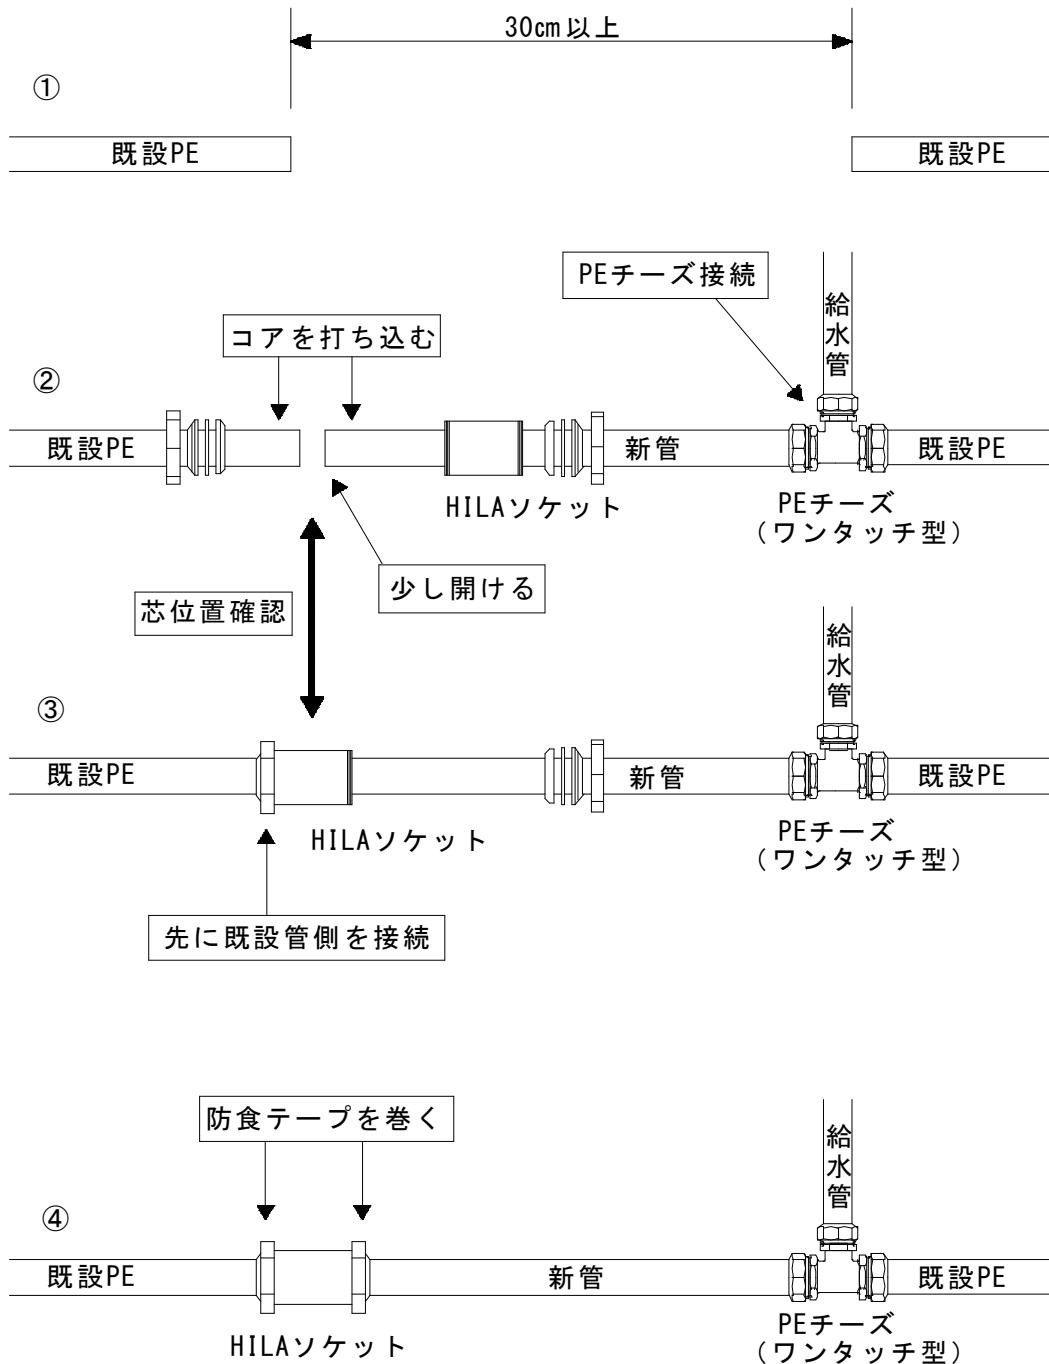 30㎝以上
①
既設PE
既設PE
PEチーズ接続
給水管
コアを打ち込む
②
既設PE
新管
既設PE
HILAソケット
PEチーズ
（ワンタッチ型）
少し開ける
芯位置確認
給水管
③
既設PE
新管
既設PE
HILAソケット
PEチーズ
（ワンタッチ型）
先に既設管側を接続
防食テープを巻く
給水管
④
既設PE
新管
既設PE
HILAソケット
PEチーズ
（ワンタッチ型）